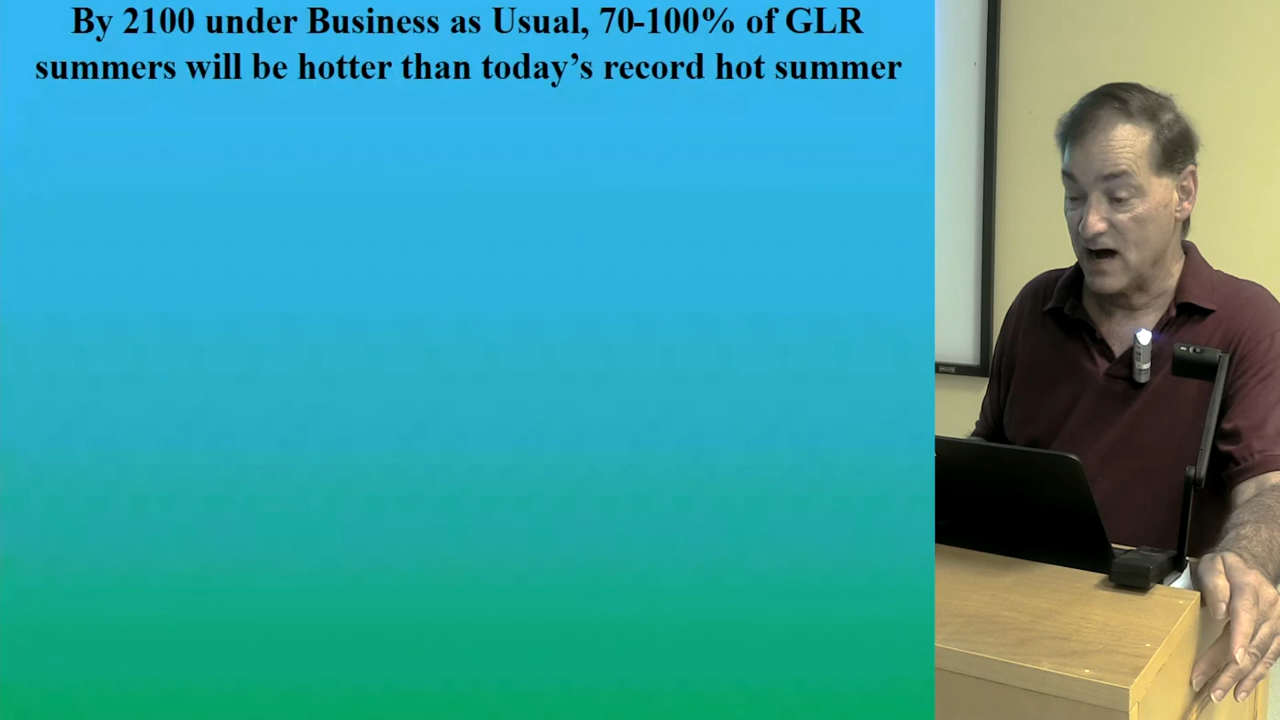 By 2100 under Business as Usual, 70-100% of GLR
summers will be hotter than today’s record hot summer